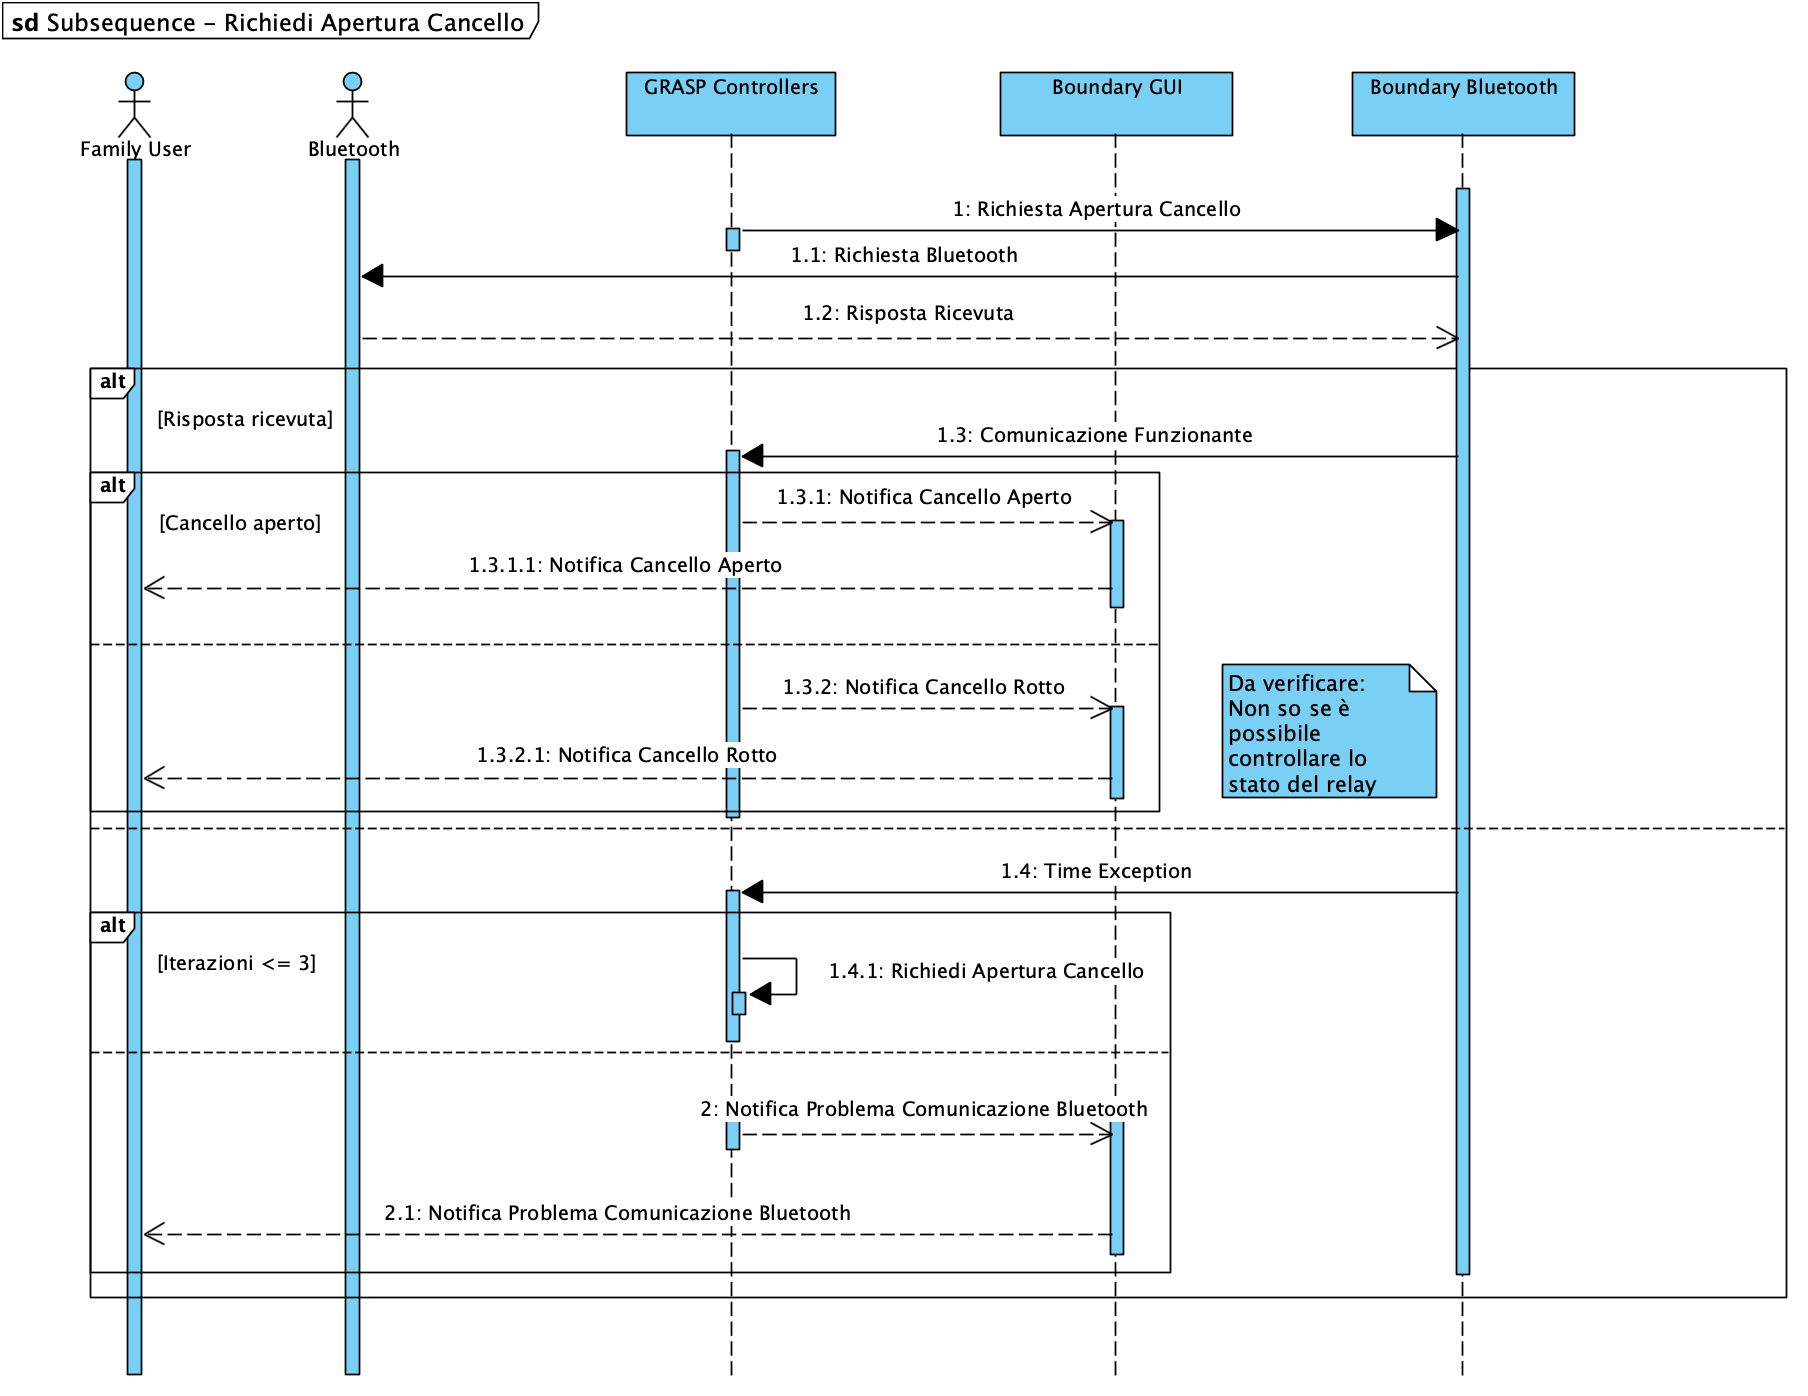 sd Subsequence – Richiedi Apertura Cancello
Family User
Bluetooth
GRASP Controllers
Boundary GUI
Boundary Bluetooth
1: Richiesta Apertura Cancello
1.1: Richiesta Bluetooth
1.2: Risposta Ricevuta
alt
[Risposta ricevuta]
1.3: Comunicazione Funzionante
alt
[Cancello aperto]
1.3.1: Notifica Cancello Aperto
1.3.1.1: Notifica Cancello Aperto
1.3.2: Notifica Cancello Rotto
1.3.2.1: Notifica Cancello Rotto
Da verificare:
Non so se è
possibile
controllare lo
stato del relay
1.4: Time Exception
alt
[Iterazioni <= 3]
1.4.1: Richiedi Apertura Cancello
2: Notifica Problema Comunicazione Bluetooth
2.1: Notifica Problema Comunicazione Bluetooth